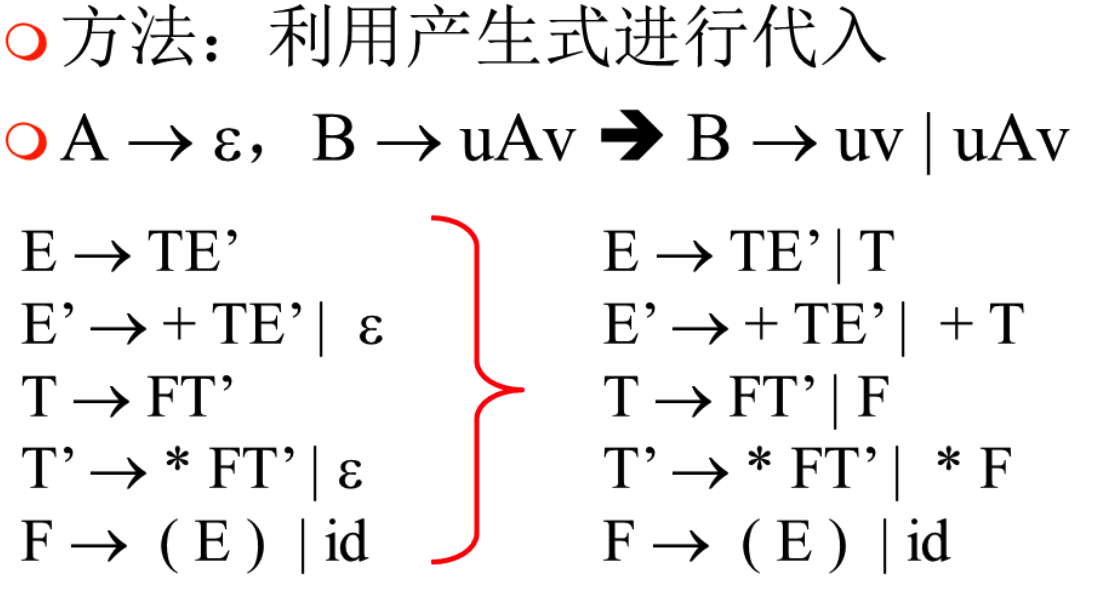 方法：利用产生式进行代入
A → ε，B → uAv ➔ B → uv | uAv
E → TE’
E’ → + TE’ | ε
T → FT’
T’ → * FT’ | ε
F → ( E ) | id
E → TE’ | T
E’ → + TE’ | + T
T → FT’ | F
T’ → * FT’ | * F
F → ( E ) | id